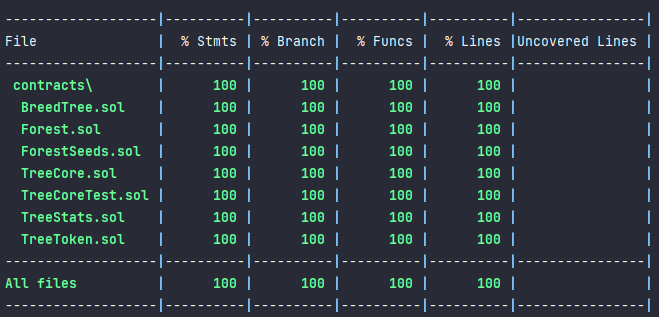 -------------------|----------|----------|----------|----------|----------------|
File               |  % Stmts | % Branch |  % Funcs |  % Lines |Uncovered Lines |
-------------------|----------|----------|----------|----------|----------------|
 contracts\        |      100 |      100 |      100 |      100 |                |
  BreedTree.sol    |      100 |      100 |      100 |      100 |                |
  Forest.sol       |      100 |      100 |      100 |      100 |                |
  ForestSeeds.sol  |      100 |      100 |      100 |      100 |                |
  TreeCore.sol     |      100 |      100 |      100 |      100 |                |
  TreeCoreTest.sol |      100 |      100 |      100 |      100 |                |
  TreeStats.sol    |      100 |      100 |      100 |      100 |                |
  TreeToken.sol    |      100 |      100 |      100 |      100 |                |
-------------------|----------|----------|----------|----------|----------------|
All files          |      100 |      100 |      100 |      100 |                |
-------------------|----------|----------|----------|----------|----------------|